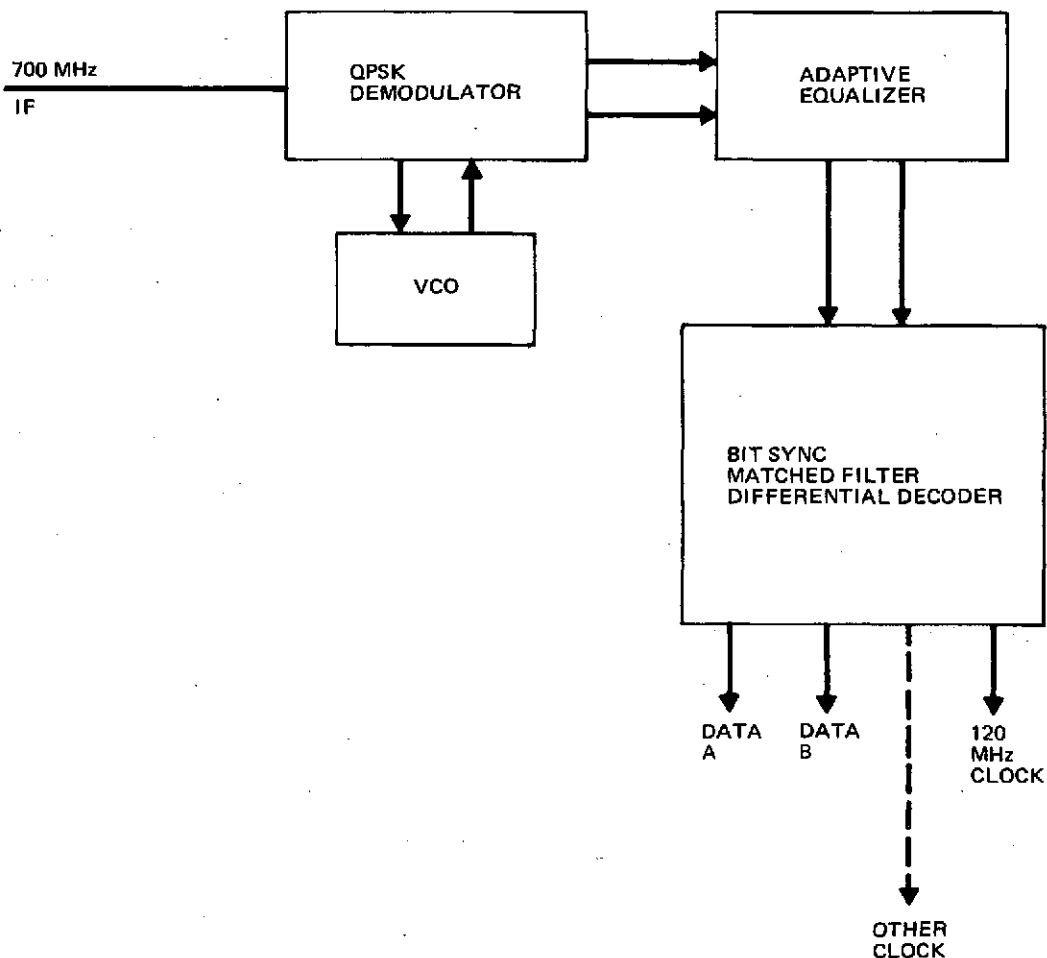 700 MHz
IF
QPSK
DEMODULATOR
ADAPTIVE
EQUALIZER
VCO
BIT SYNC
MATCHED FILTER
DIFFERENTIAL DECODER
DATA
A
DATA
B
120
MHz
CLOCK
OTHER
CLOCK